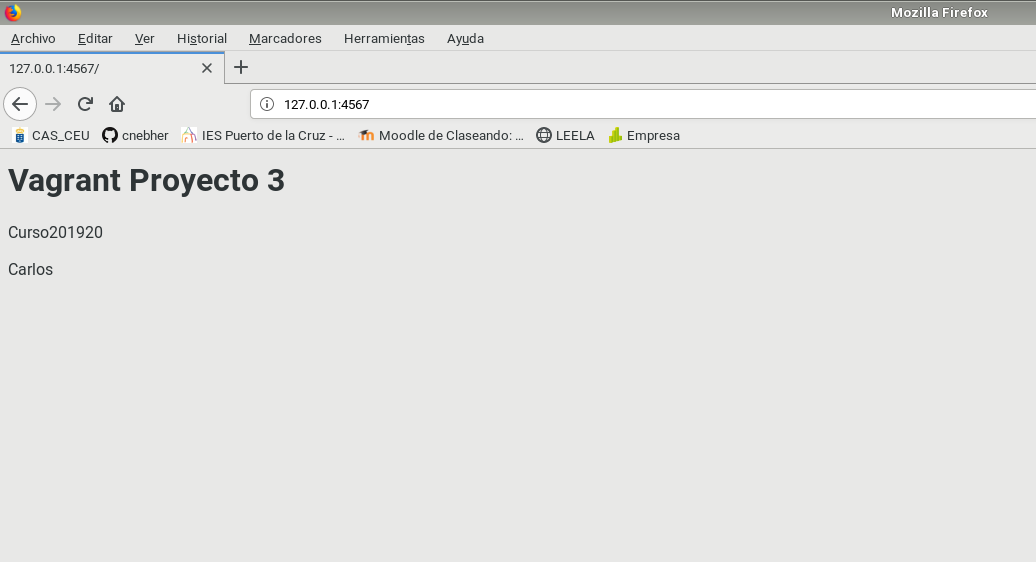 Mozilla Firefox
Archivo Editar Ver Historial Marcadores Herramientas Ayuda
127.0.0.1:4567/
127.0.0.1:4567
CAS_CEU cnebher IES Puerto de la Cruz - ... Moodle de Claseando: ... LEELA Empresa
Vagrant Proyecto 3
Curso201920
Carlos